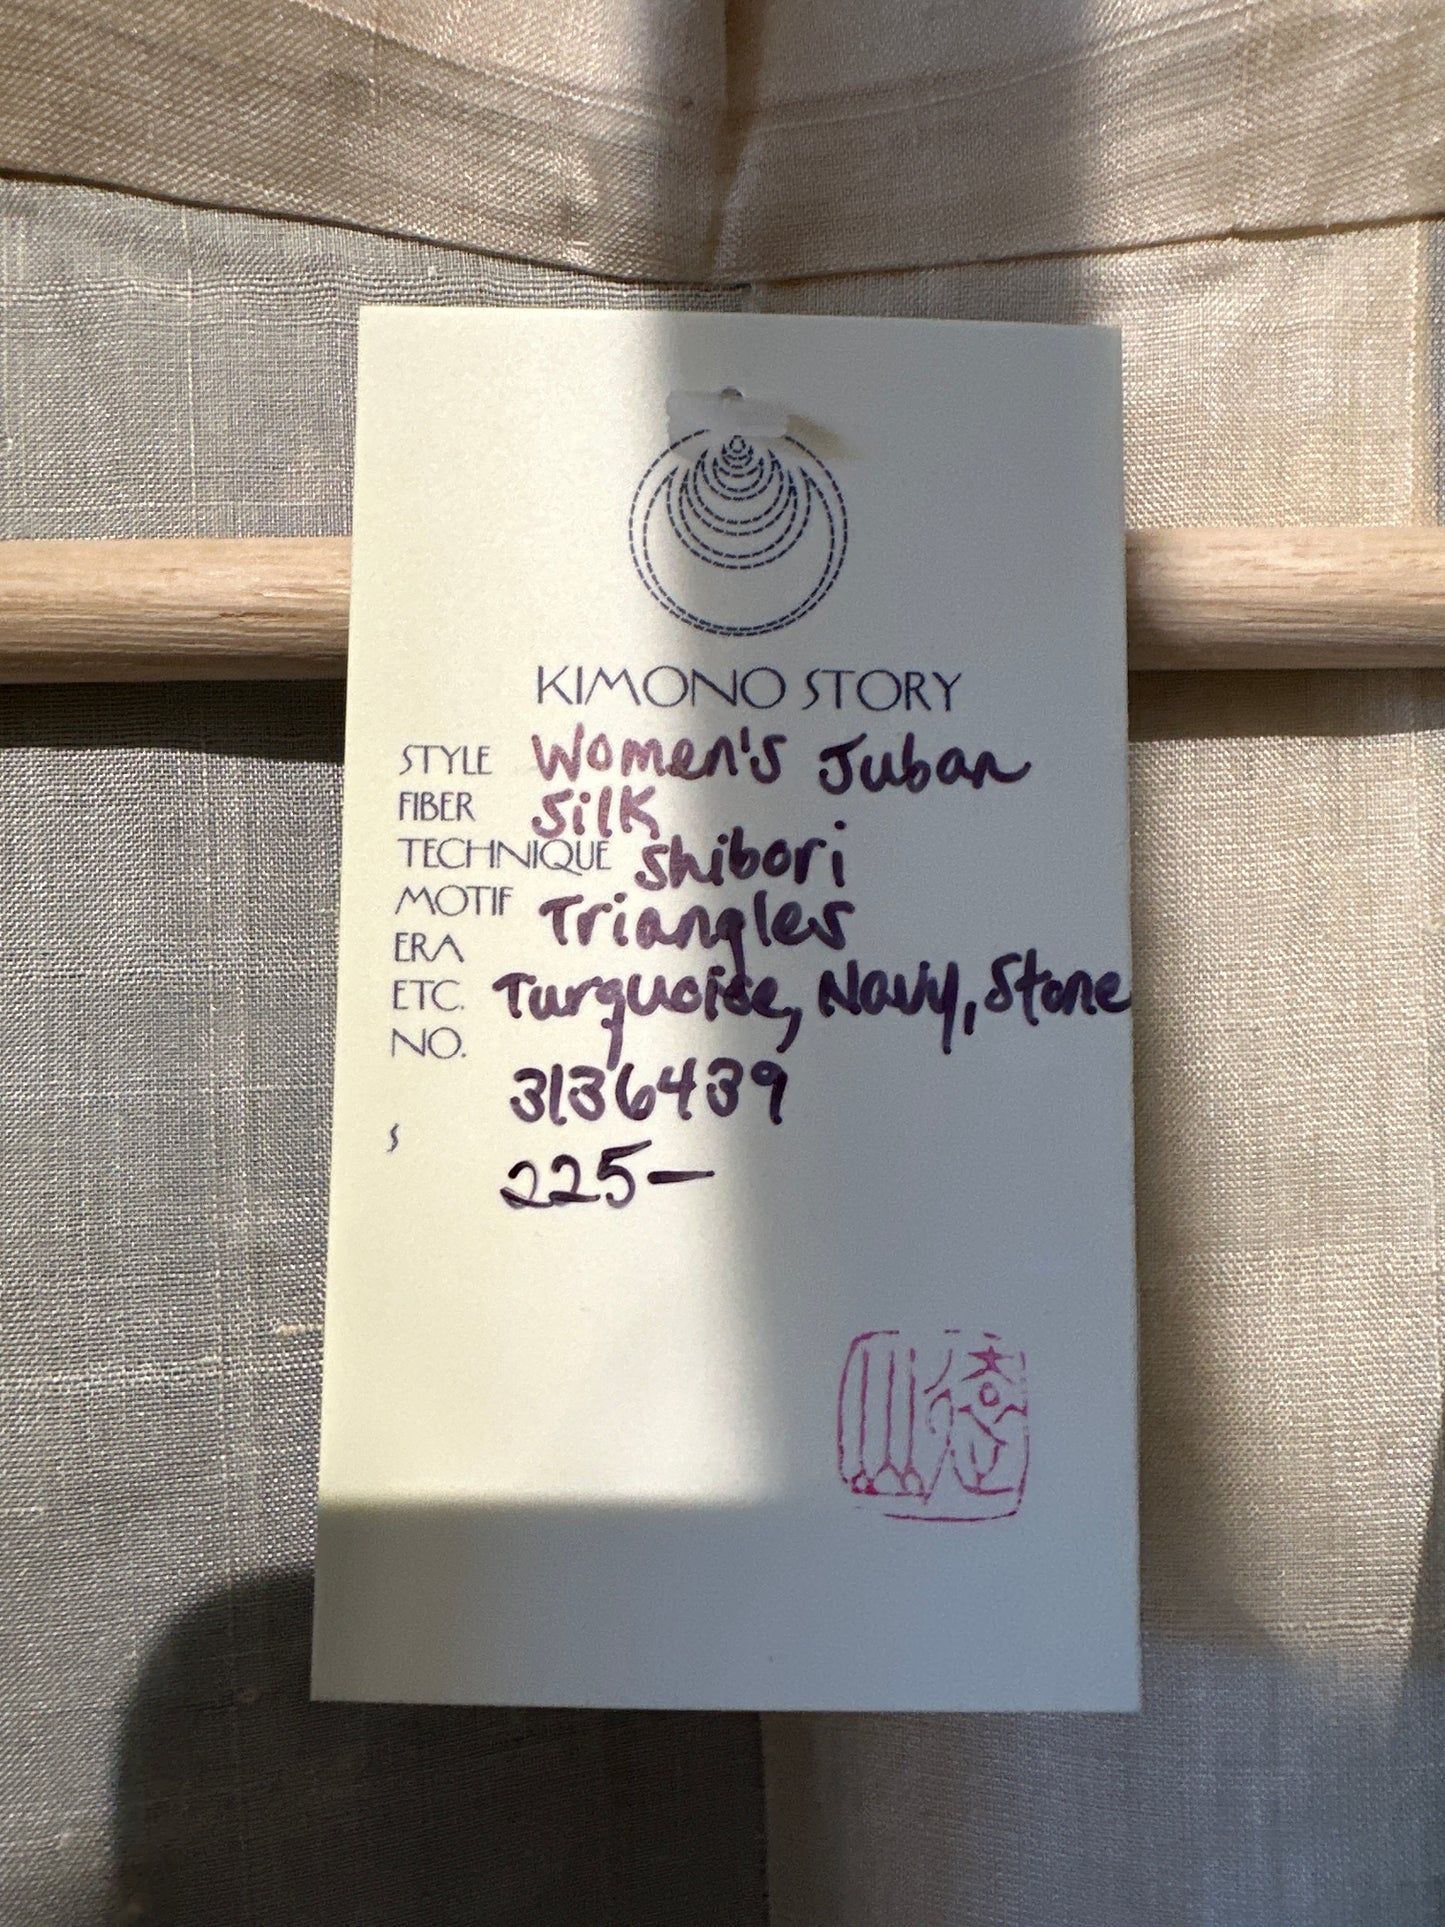 KIMONO STORY
STYLE Women's Juban
FIBER Silk
TECHNIQUE Shibori
MOTIF Triangles
ERA
ETC. Turquoise, Navy, Stone
NO.
3136439
$ 225—